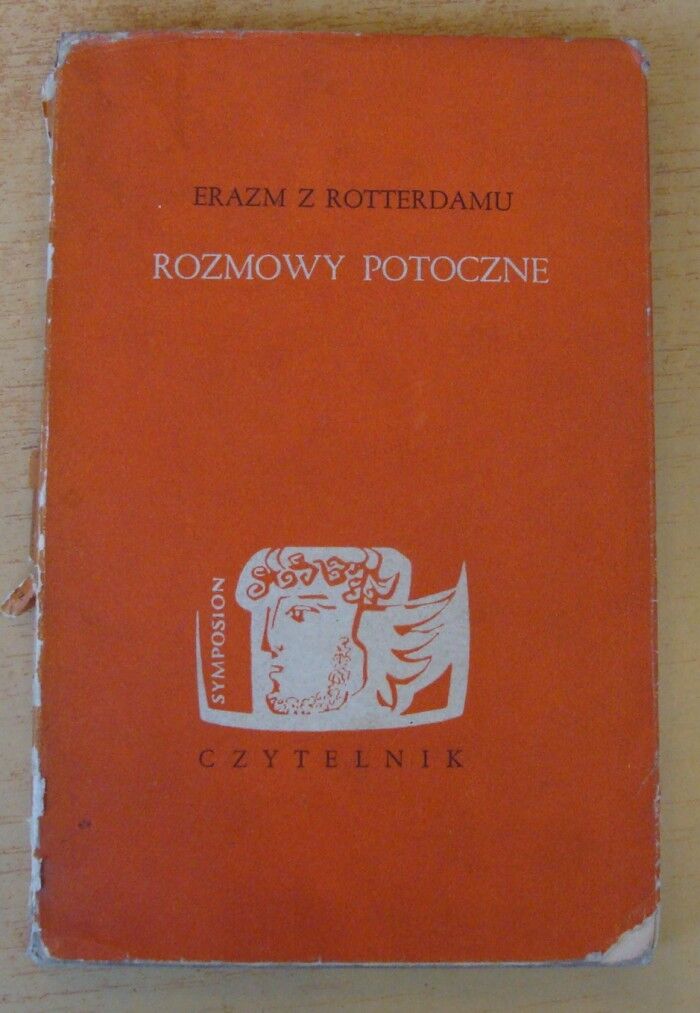 ERAZM Z ROTTERDAMU
ROZMOWY POTOCZNE
SYMPOSION
CZYTELNIK